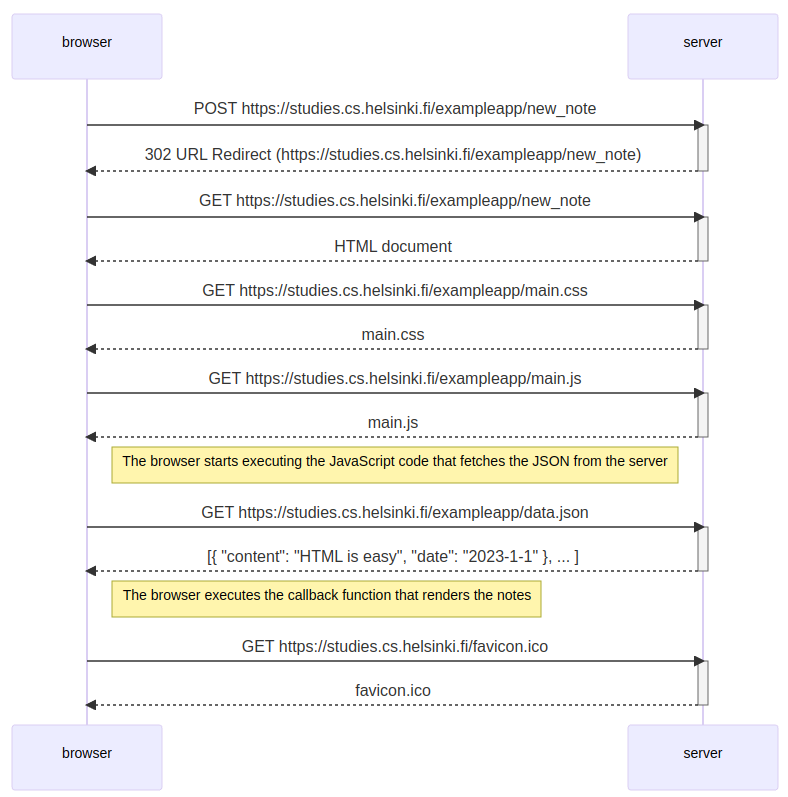 browser
server
POST https://studies.cs.helsinki.fi/exampleapp/new_note
302 URL Redirect (https://studies.cs.helsinki.fi/exampleapp/new_note)
GET https://studies.cs.helsinki.fi/exampleapp/new_note
HTML document
GET https://studies.cs.helsinki.fi/exampleapp/main.css
main.css
GET https://studies.cs.helsinki.fi/exampleapp/main.js
main.js
The browser starts executing the JavaScript code that fetches the JSON from the server
GET https://studies.cs.helsinki.fi/exampleapp/data.json
[{ "content": "HTML is easy", "date": "2023-1-1" }, ... ]
The browser executes the callback function that renders the notes
GET https://studies.cs.helsinki.fi/favicon.ico
favicon.ico
browser
server